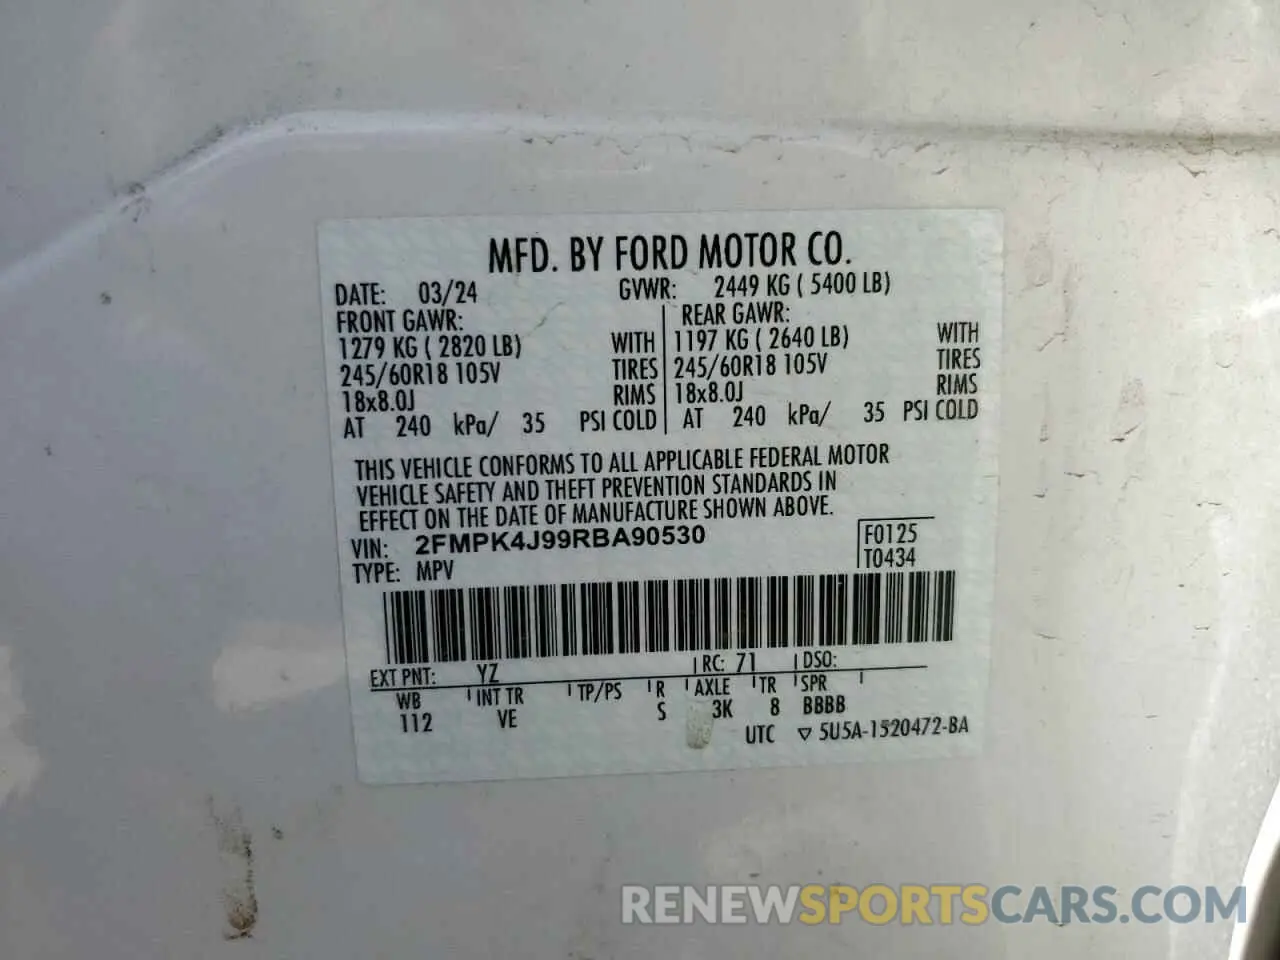 MFD. BY FORD MOTOR CO.
DATE: 03/24 GVWR: 2449 KG ( 5400 LB)
FRONT GAWR: REAR GAWR:
1279 KG ( 2820 LB) WITH 1197 KG ( 2640 LB) WITH
245/60R18 105V TIRES 245/60R18 105V TIRES
18x8.0J RIMS 18x8.0J RIMS
AT 240 kPa/ 35 PSI COLD AT 240 kPa/ 35 PSI COLD
THIS VEHICLE CONFORMS TO ALL APPLICABLE FEDERAL MOTOR
VEHICLE SAFETY AND THEFT PREVENTION STANDARDS IN
EFFECT ON THE DATE OF MANUFACTURE SHOWN ABOVE.
VIN: 2FMPK4J99RBA90530 F0125
TYPE: MPV T0434
EXT PNT: YZ RC: 71 DSO:
WB INT TR TP/PS R AXLE TR SPR
112 VE S 3K 8 BBBB
UTC ▽ 5U5A-1520472-BA
RENEWSPORTSCARS.COM